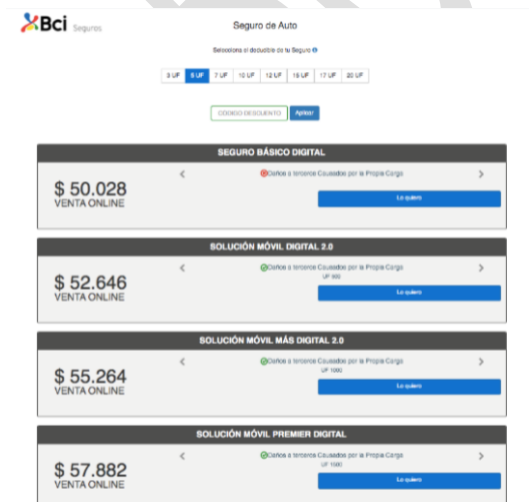 Bci Seguros
Seguro de Auto
Selecciona el deducible de tu Seguro
3 UF 5 UF 7 UF 10 UF 12 UF 15 UF 17 UF 20 UF
CÓDIGO DESCUENTO Aplicar
SEGURO BÁSICO DIGITAL
Daños a terceros Causados por la Propia Carga
$ 50.028
VENTA ONLINE
Lo quiero
SOLUCIÓN MÓVIL DIGITAL 2.0
Daños a terceros Causados por la Propia Carga
UF 500
$ 52.646
VENTA ONLINE
Lo quiero
SOLUCIÓN MÓVIL MÁS DIGITAL 2.0
Daños a terceros Causados por la Propia Carga
UF 1000
$ 55.264
VENTA ONLINE
Lo quiero
SOLUCIÓN MÓVIL PREMIER DIGITAL
Daños a terceros Causados por la Propia Carga
UF 1500
$ 57.882
VENTA ONLINE
Lo quiero